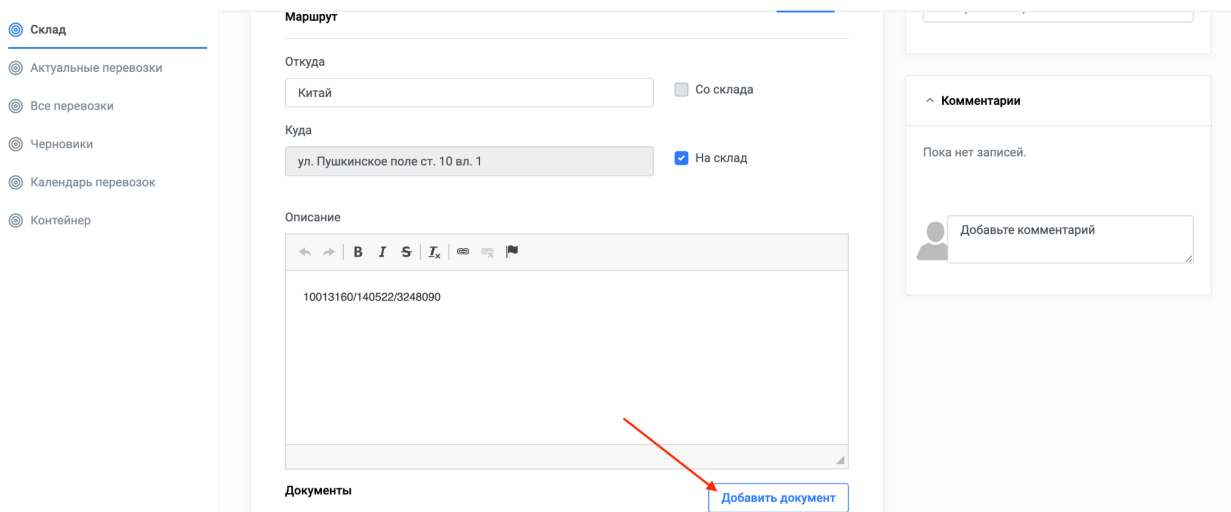 Склад
Актуальные перевозки
Все перевозки
Черновики
Календарь перевозок
Контейнер
Маршрут
Откуда
Китай
Со склада
Куда
ул. Пушкинское поле ст. 10 вл. 1
На склад
Описание
B I S Tx
10013160/140522/3248090
Документы
Добавить документ
Комментарии
Пока нет записей.
Добавьте комментарий